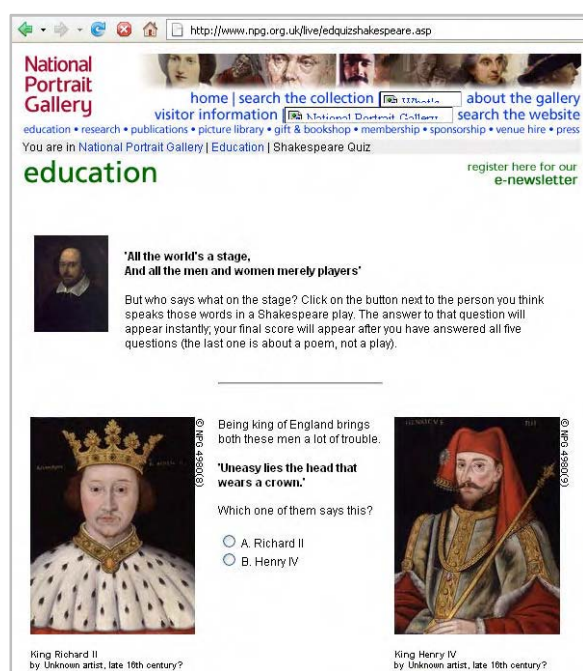 http://www.npg.org.uk/live/edquizshakespeare.asp
National
Portrait
Gallery
home | search the collection | What's about the gallery
visitor information | National Portrait Gallery search the website
education • research • publications • picture library • gift & bookshop • membership • sponsorship • venue hire • press
You are in National Portrait Gallery | Education | Shakespeare Quiz
education
register here for our
e-newsletter
'All the world's a stage,
And all the men and women merely players'
But who says what on the stage? Click on the button next to the person you think
speaks those words in a Shakespeare play. The answer to that question will
appear instantly; your final score will appear after you have answered all five
questions (the last one is about a poem, not a play).
© NPG 4980(8)
Being king of England brings
both these men a lot of trouble.
'Uneasy lies the head that
wears a crown.'
Which one of them says this?
A. Richard II
B. Henry IV
© NPG 4980(9)
King Richard II
by Unknown artist, late 16th century?
King Henry IV
by Unknown artist, late 16th century?